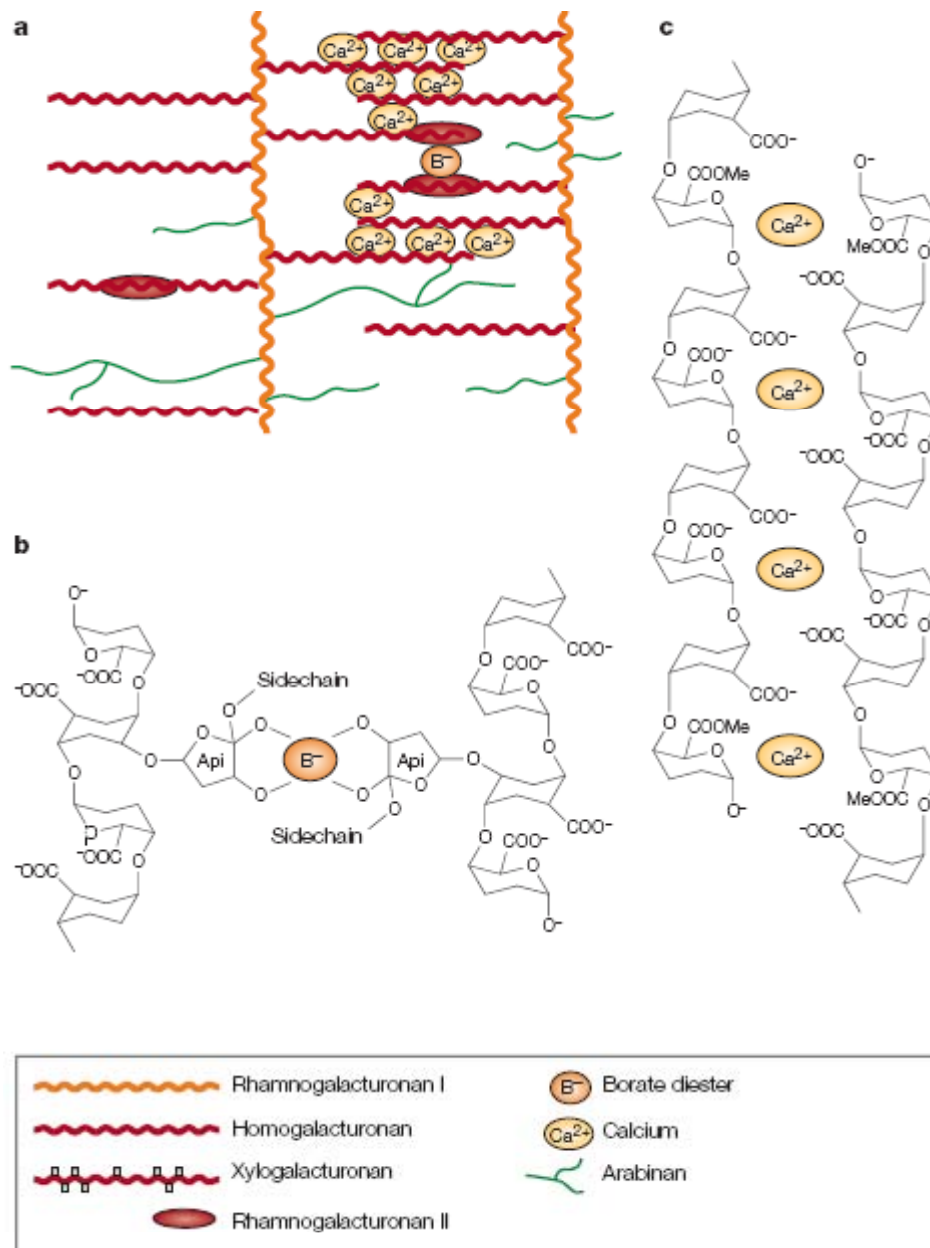 a
Ca²⁺ Ca²⁺ Ca²⁺
Ca²⁺ Ca²⁺
Ca²⁺
B⁻
Ca²⁺
Ca²⁺ Ca²⁺ Ca²⁺
b
O⁻
O
⁻OOC
O
⁻OOC
O
O
P
⁻OOC
O
⁻OOC
Sidechain
O
O
O
Api
O
B⁻
O
O
Api
O
O
Sidechain
O
COO⁻
O
COO⁻
O
O
O
O
COO⁻
O
COO⁻
O
O⁻
c
COO⁻
O
COOMe
O
O
COO⁻
O
COO⁻
O
O
COO⁻
O
COO⁻
O
O
COO⁻
O
COOMe
O
O⁻
Ca²⁺
Ca²⁺
Ca²⁺
Ca²⁺
O⁻
O
MeOOC
O
⁻OOC
O
O
⁻OOC
O
⁻OOC
O
O
⁻OOC
O
⁻OOC
O
O
MeOOC
O
⁻OOC
Rhamnogalacturonan I
Homogalacturonan
Xylogalacturonan
Rhamnogalacturonan II
B⁻ Borate diester
Ca²⁺ Calcium
Arabinan